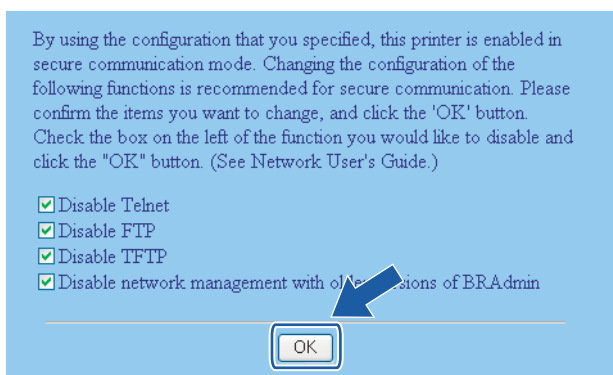 By using the configuration that you specified, this printer is enabled in
secure communication mode. Changing the configuration of the
following functions is recommended for secure communication. Please
confirm the items you want to change, and click the 'OK' button.
Check the box on the left of the function you would like to disable and
click the "OK" button. (See Network User's Guide.)
Disable Telnet
Disable FTP
Disable TFTP
Disable network management with older versions of BRAdmin
OK